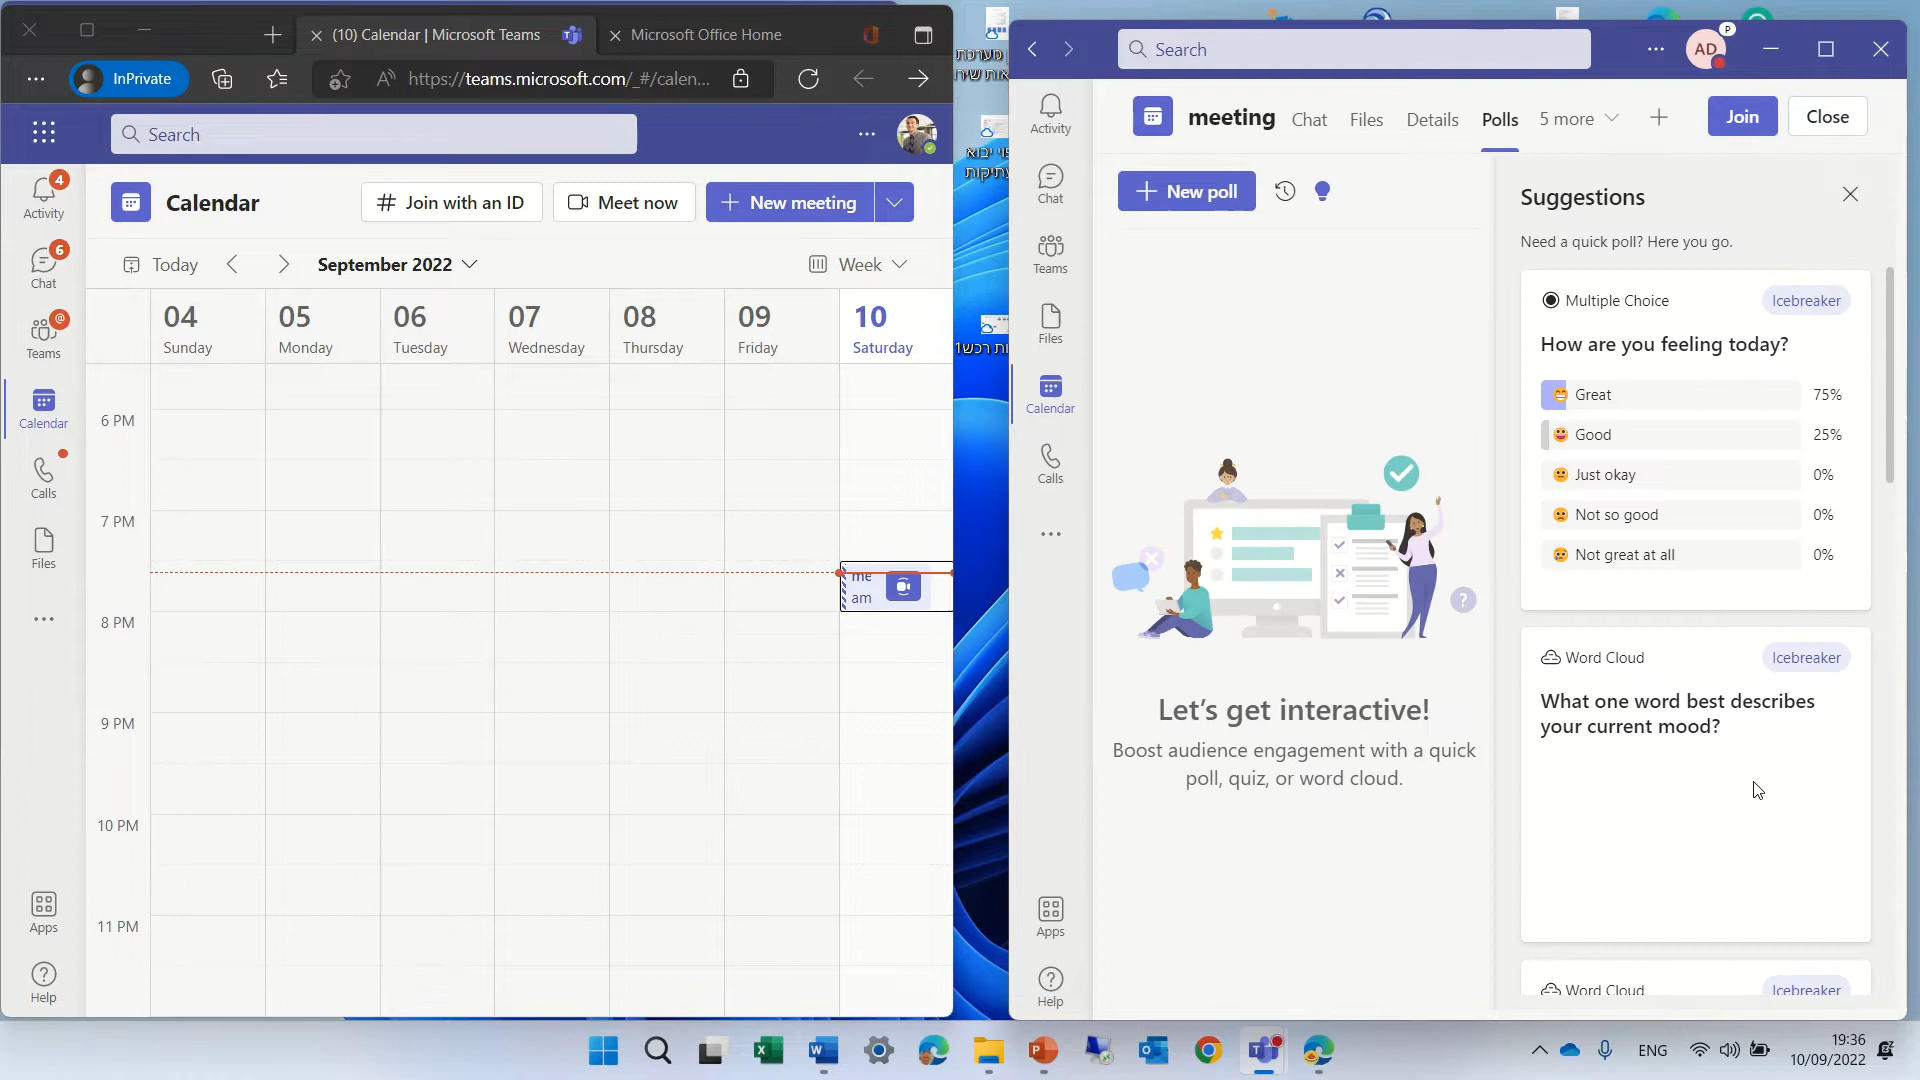 (10) Calendar | Microsoft Teams
Microsoft Office Home
InPrivate
https://teams.microsoft.com/_#/calen...
Search
Activity
4
Chat
6
Teams
@
Calendar
Calls
Files
Apps
Help
Calendar
# Join with an ID
Meet now
+ New meeting
Today
September 2022
Week
04
Sunday
05
Monday
06
Tuesday
07
Wednesday
08
Thursday
09
Friday
10
Saturday
6 PM
7 PM
8 PM
9 PM
10 PM
11 PM
me
am
מערכת
יבוא
1רכש
Search
AD
P
Activity
Chat
Teams
Files
Calendar
Calls
Apps
Help
meeting
Chat
Files
Details
Polls
5 more
Join
Close
+ New poll
Let's get interactive!
Boost audience engagement with a quick
poll, quiz, or word cloud.
Suggestions
Need a quick poll? Here you go.
Multiple Choice
Icebreaker
How are you feeling today?
Great 75%
Good 25%
Just okay 0%
Not so good 0%
Not great at all 0%
Word Cloud
Icebreaker
What one word best describes
your current mood?
Word Cloud
Icebreaker
ENG
19:36
10/09/2022